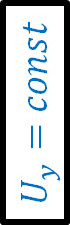 U_y = const